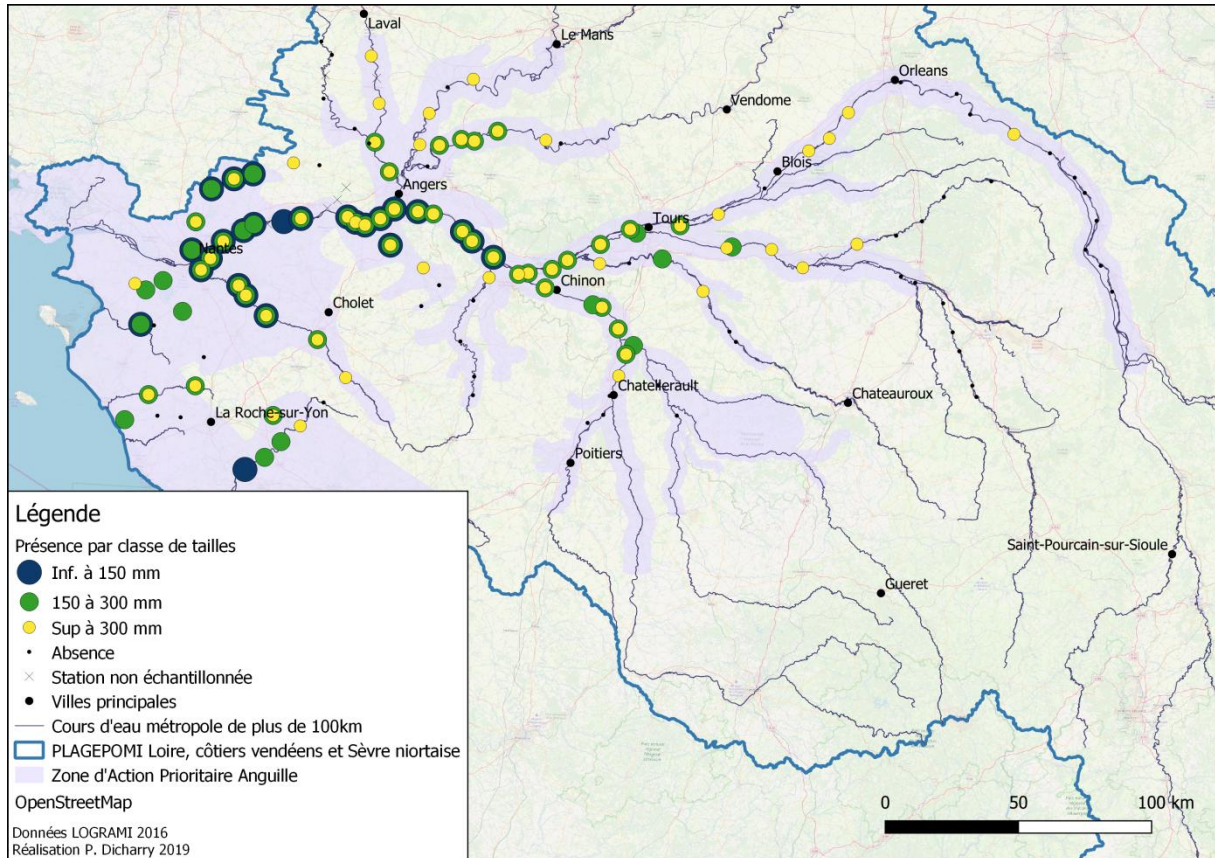 Laval
Le Mans
Orleans
Vendome
Blois
Angers
Tours
Nantes
Chinon
Cholet
Chatellerault
Chateauroux
La Roche-sur-Yon
Poitiers
Saint-Pourcain-sur-Sioule
Gueret
Légende
Présence par classe de tailles
Inf. à 150 mm
150 à 300 mm
Sup à 300 mm
Absence
Station non échantillonnée
Villes principales
Cours d'eau métropole de plus de 100km
PLAGEPOMI Loire, côtiers vendéens et Sèvre niortaise
Zone d'Action Prioritaire Anguille
OpenStreetMap
Données LOGRAMI 2016
Réalisation P. Dicharry 2019
0 50 100 km